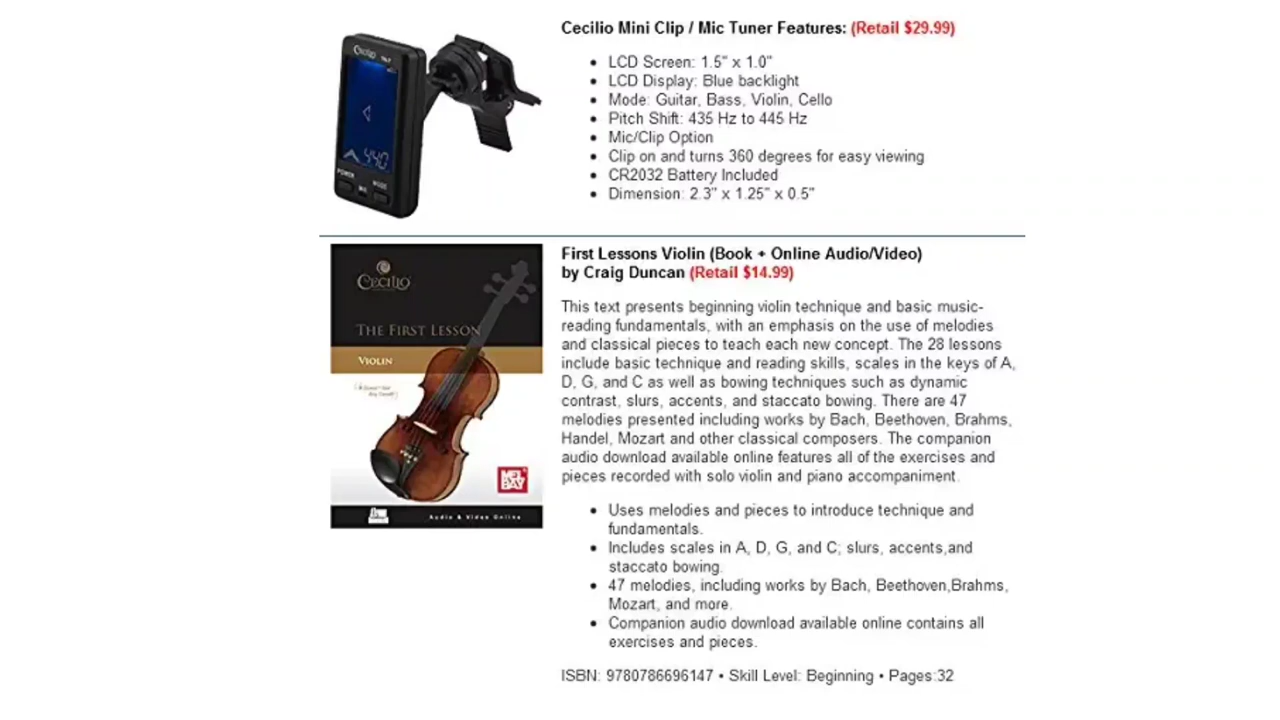 Cecilio Mini Clip / Mic Tuner Features: (Retail $29.99)
• LCD Screen: 1.5" x 1.0"
• LCD Display: Blue backlight
• Mode: Guitar, Bass, Violin, Cello
• Pitch Shift: 435 Hz to 445 Hz
• Mic/Clip Option
• Clip on and turns 360 degrees for easy viewing
• CR2032 Battery Included
• Dimension: 2.3" x 1.25" x 0.5"
CECILIO
440
POWER
MODE
First Lessons Violin (Book + Online Audio/Video)
by Craig Duncan (Retail $14.99)
This text presents beginning violin technique and basic music-
reading fundamentals, with an emphasis on the use of melodies
and classical pieces to teach each new concept. The 28 lessons
include basic technique and reading skills, scales in the keys of A,
D, G, and C as well as bowing techniques such as dynamic
contrast, slurs, accents, and staccato bowing. There are 47
melodies presented including works by Bach, Beethoven, Brahms,
Handel, Mozart and other classical composers. The companion
audio download available online features all of the exercises and
pieces recorded with solo violin and piano accompaniment.
• Uses melodies and pieces to introduce technique and
fundamentals.
• Includes scales in A, D, G, and C; slurs, accents,and
staccato bowing.
• 47 melodies, including works by Bach, Beethoven,Brahms,
Mozart, and more.
• Companion audio download available online contains all
exercises and pieces.
ISBN: 9780786696147 • Skill Level: Beginning • Pages:32
CECILIO
THE FIRST LESSON
VIOLIN
MEL
BAY
Audio & Video Online